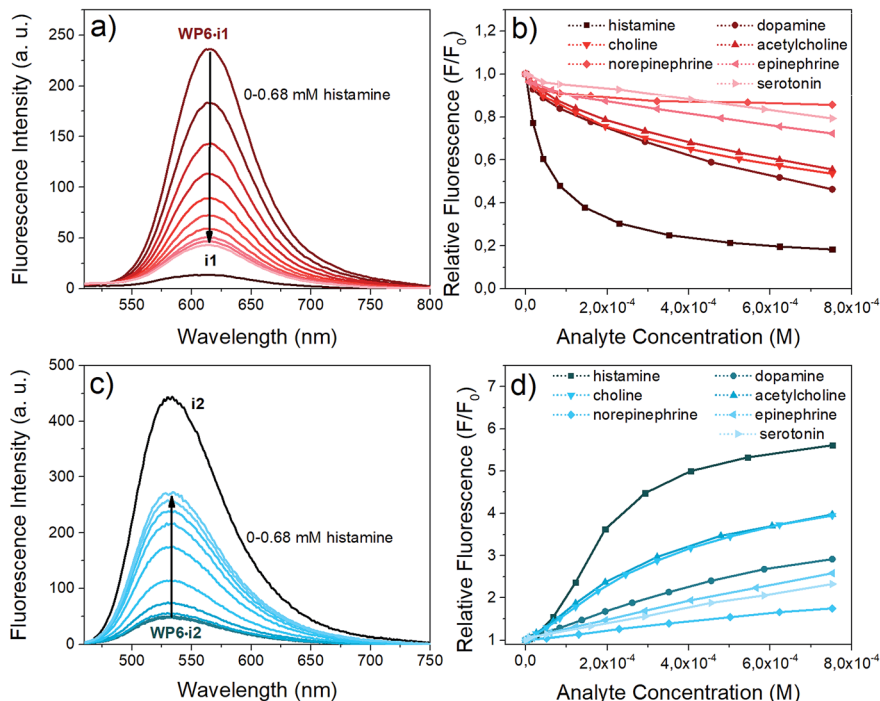 a)
WP6·i1
0-0.68 mM histamine
i1
250
200
150
100
50
0
550 600 650 700 750 800
Wavelength (nm)
Fluorescence Intensity (a. u.)
b)
histamine dopamine
choline acetylcholine
norepinephrine epinephrine
serotonin
1,0
0,8
0,6
0,4
0,2
0,0
0,0 2,0x10⁻⁴ 4,0x10⁻⁴ 6,0x10⁻⁴ 8,0x10⁻⁴
Analyte Concentration (M)
Relative Fluorescence (F/F₀)
c)
i2
0-0.68 mM histamine
WP6·i2
500
400
300
200
100
0
500 550 600 650 700 750
Wavelength (nm)
Fluorescence Intensity (a. u.)
d)
histamine dopamine
choline acetylcholine
norepinephrine epinephrine
serotonin
7
6
5
4
3
2
1
0,0 2,0x10⁻⁴ 4,0x10⁻⁴ 6,0x10⁻⁴ 8,0x10⁻⁴
Analyte Concentration (M)
Relative Fluorescence (F/F₀)